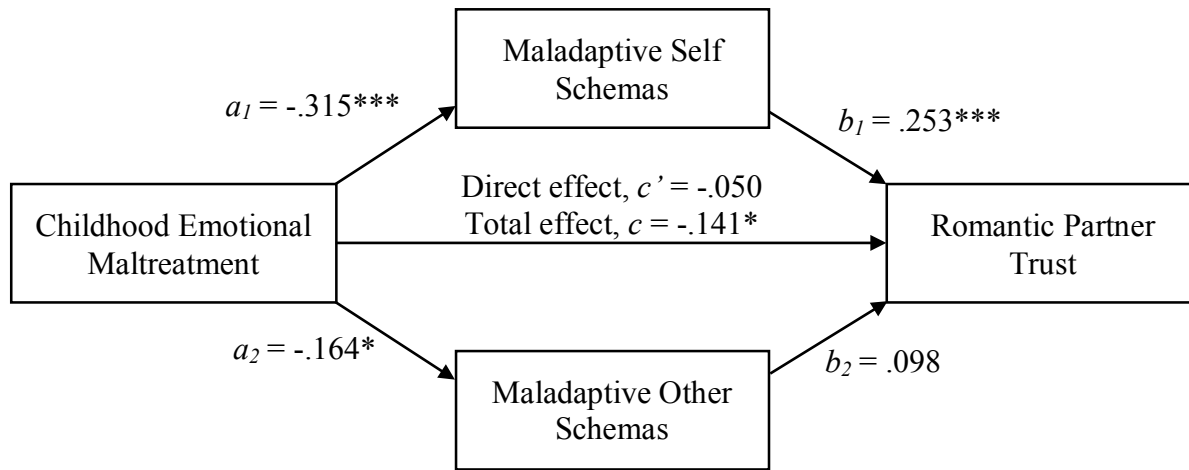 Maladaptive Self
Schemas
a1 = -.315***
b1 = .253***
Direct effect, c’ = -.050
Total effect, c = -.141*
Childhood Emotional
Maltreatment
Romantic Partner
Trust
a2 = -.164*
b2 = .098
Maladaptive Other
Schemas